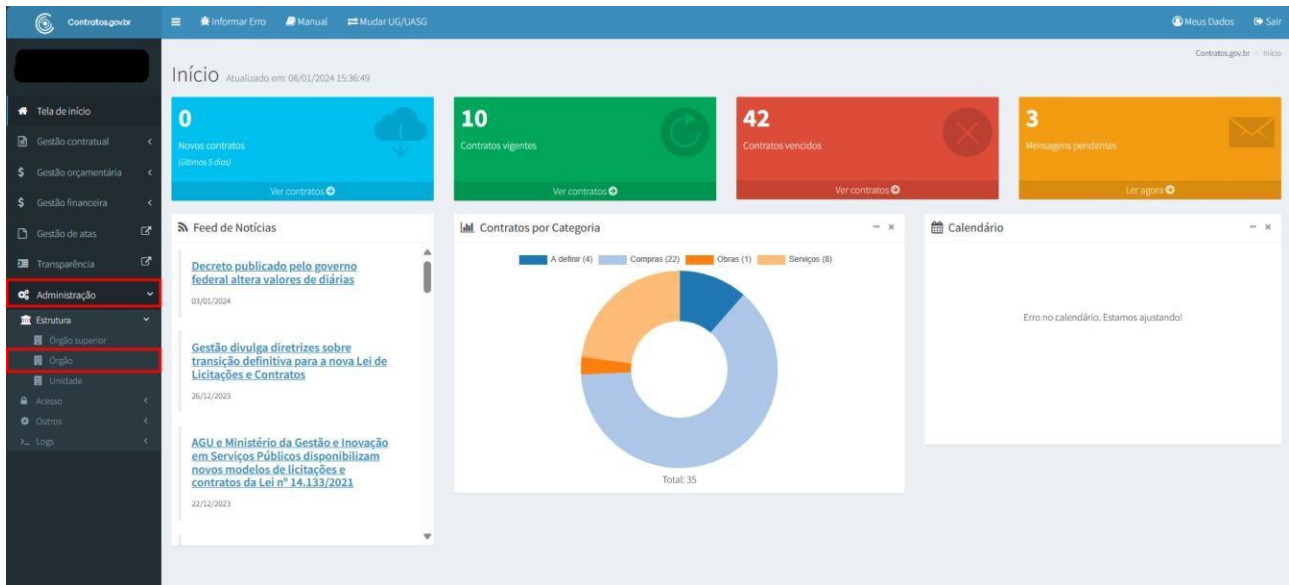 Contratos.gov.br
Informar Erro
Manual
Mudar UG/UASG
Meus Dados
Sair
Tela de início
Gestão contratual
Gestão orçamentária
Gestão financeira
Gestão de atas
Transparência
Administração
Estrutura
Órgão superior
Órgão
Unidade
Acesso
Outros
Logs
Contratos.gov.br
Início
Início Atualizado em: 08/01/2024 15:36:49
0
Novos contratos
(últimos 5 dias)
Ver contratos
10
Contratos vigentes
Ver contratos
42
Contratos vencidos
Ver contratos
3
Mensagens pendentes
Ler agora
Feed de Notícias
Decreto publicado pelo governo
federal altera valores de diárias
03/01/2024
Gestão divulga diretrizes sobre
transição definitiva para a nova Lei de
Licitações e Contratos
26/12/2023
AGU e Ministério da Gestão e Inovação
em Serviços Públicos disponibilizam
novos modelos de licitações e
contratos da Lei nº 14.133/2021
22/12/2023
Contratos por Categoria
A definir (4)
Compras (22)
Obras (1)
Serviços (8)
Total: 35
Calendário
Erro no calendário. Estamos ajustando!